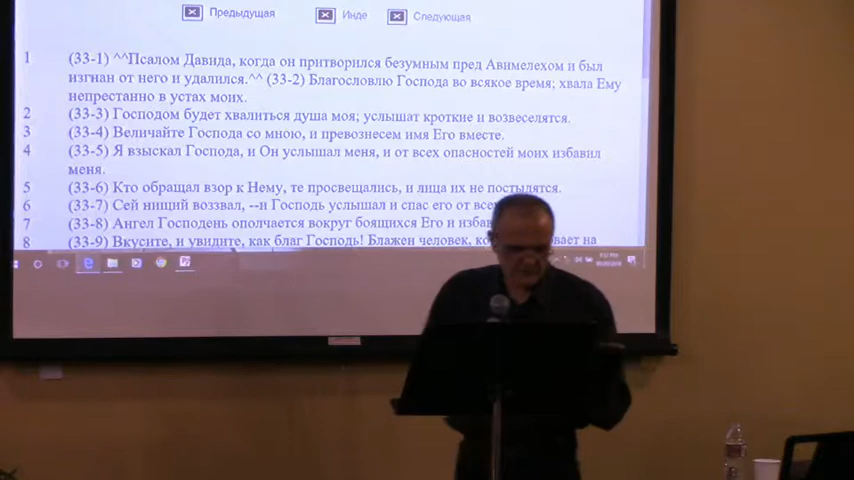 Предыдущая Инде Следующая
1 (33-1) ^^Псалом Давида, когда он притворился безумным пред Авимелехом и был
изгнан от него и удалился.^^ (33-2) Благословлю Господа во всякое время; хвала Ему
непрестанно в устах моих.
2 (33-3) Господом будет хвалиться душа моя; услышат кроткие и возвеселятся.
3 (33-4) Величайте Господа со мною, и превознесем имя Его вместе.
4 (33-5) Я взыскал Господа, и Он услышал меня, и от всех опасностей моих избавил
меня.
5 (33-6) Кто обращал взор к Нему, те просвещались, и лица их не постыдятся.
6 (33-7) Сей нищий воззвал, --и Господь услышал и спас его от
7 (33-8) Ангел Господень ополчается вокруг боящихся Его и
8 (33-9) Вкусите, и увидите, как благ Господь! Блажен человек, на